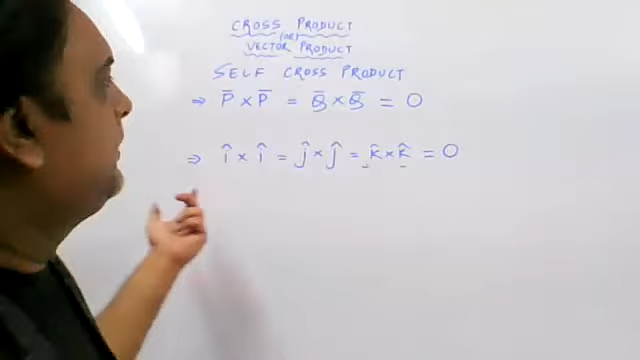 CROSS PRODUCT
(OR)
VECTOR PRODUCT
SELF CROSS PRODUCT
⇒ P̄ × P̄ = Q̄ × Q̄ = 0
⇒ î × î = ĵ × ĵ = k̂ × k̂ = 0